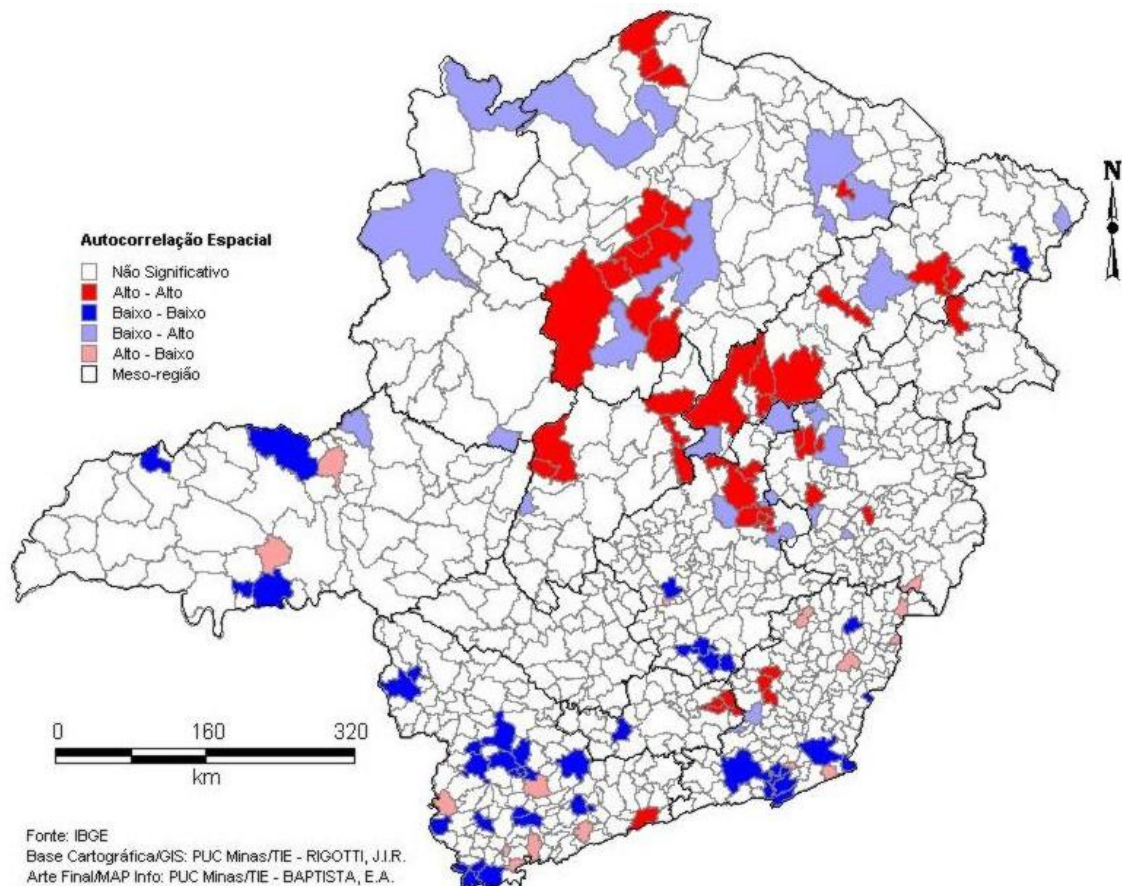 N
Autocorrelação Espacial
Não Significativo
Alto - Alto
Baixo - Baixo
Baixo - Alto
Alto - Baixo
Meso-região
0 160 320
km
Fonte: IBGE
Base Cartográfica/GIS: PUC Minas/TIE - RIGOTTI, J.I.R.
Arte Final/MAP Info: PUC Minas/TIE - BAPTISTA, E.A.